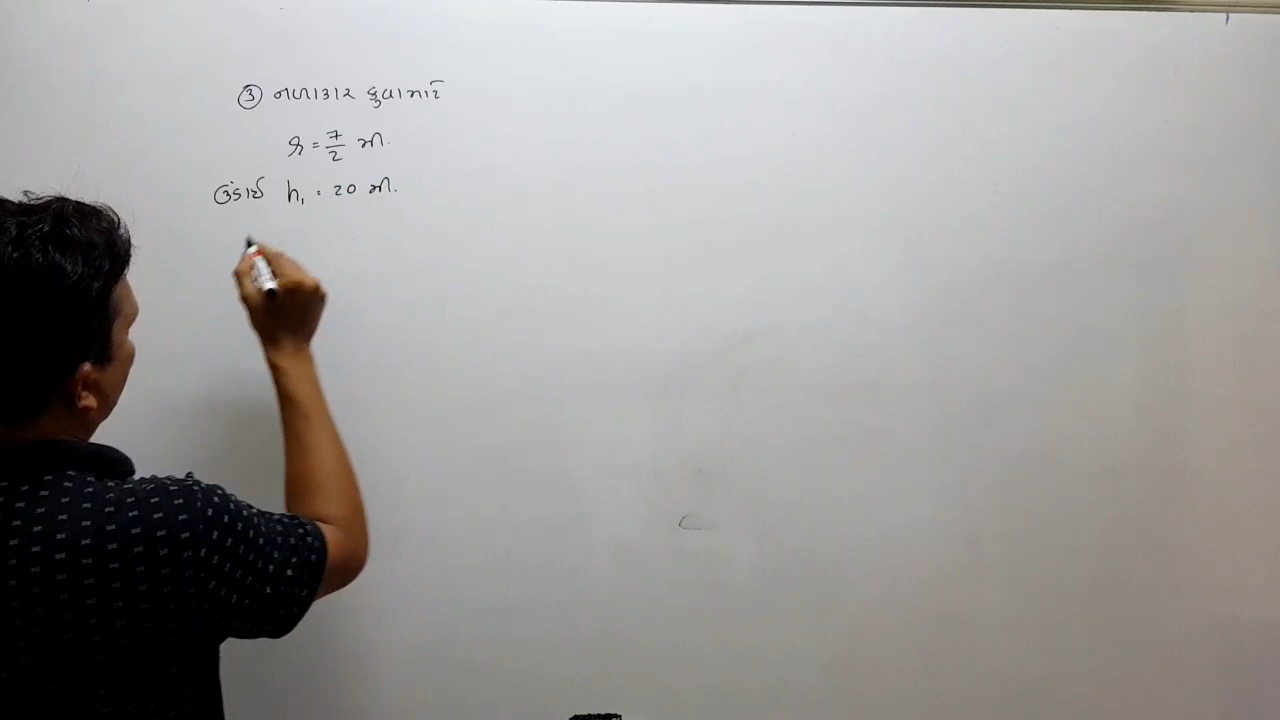 ③ નળાકાર કુવા માટે
r = 7/2 મી.
ઊંડાઈ h₁ = 20 મી.